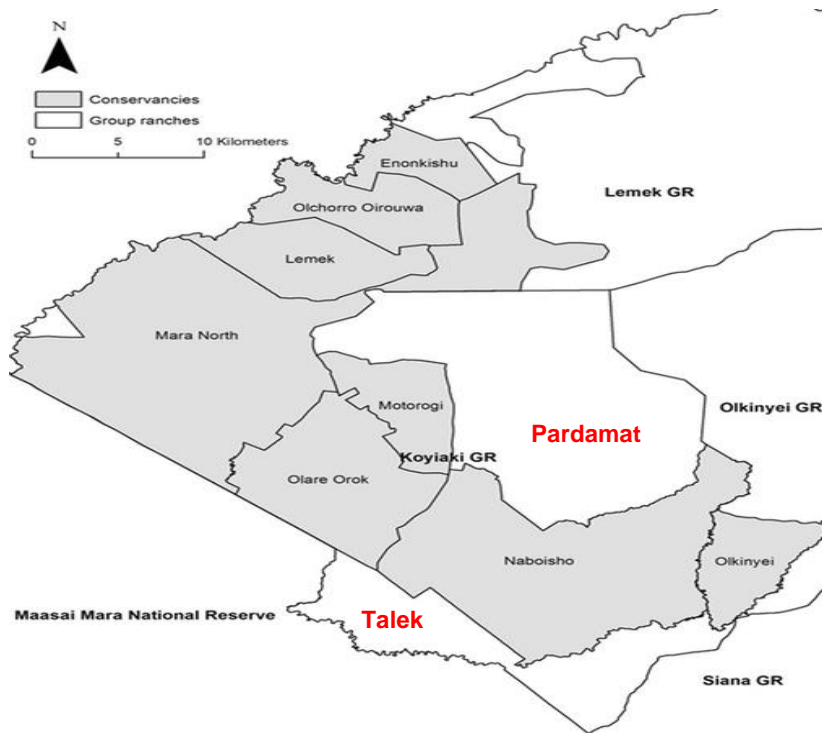 N
Conservancies
Group ranches
0 5 10 Kilometers
Enonkishu
Lemek GR
Olchorro Oirouwa
Lemek
Mara North
Motorogi
Olkinyei GR
Pardamat
Koyiaki GR
Olare Orok
Naboisho
Olkinyei
Maasai Mara National Reserve
Talek
Siana GR